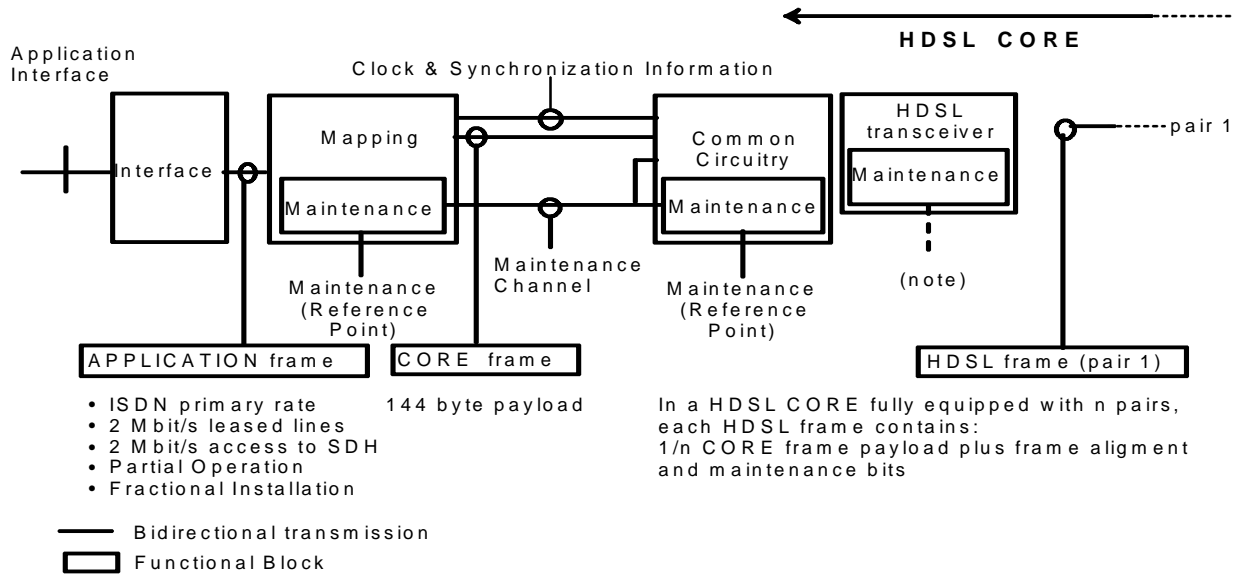 HDSL CORE
Application
Interface
Clock & Synchronization Information
Interface
Mapping
Maintenance
Common
Circuitry
Maintenance
HDSL
transceiver
Maintenance
pair 1
Maintenance
(Reference
Point)
Maintenance
Channel
Maintenance
(Reference
Point)
(note)
APPLICATION frame
CORE frame
HDSL frame (pair 1)
• ISDN primary rate
• 2 Mbit/s leased lines
• 2 Mbit/s access to SDH
• Partial Operation
• Fractional Installation
144 byte payload
In a HDSL CORE fully equipped with n pairs,
each HDSL frame contains:
1/n CORE frame payload plus frame aligment
and maintenance bits
Bidirectional transmission
Functional Block